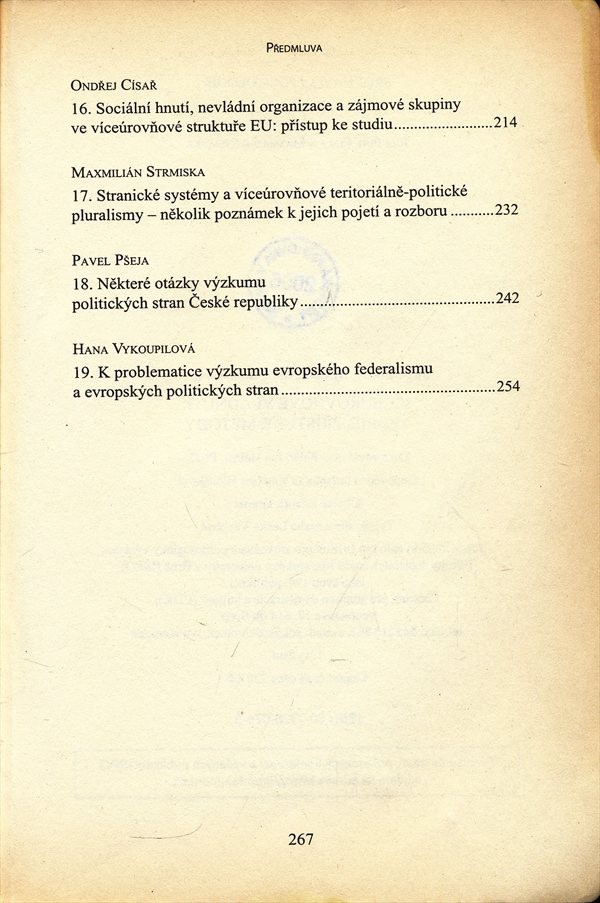 PŘEDMLUVA
ONDŘEJ CÍSAŘ
16. Sociální hnutí, nevládní organizace a zájmové skupiny
ve víceúrovňové struktuře EU: přístup ke studiu.......................214
MAXMILIÁN STRMISKA
17. Stranické systémy a víceúrovňové teritoriálně-politické
pluralismy – několik poznámek k jejich pojetí a rozboru ..........232
PAVEL PŠEJA
18. Některé otázky výzkumu
politických stran České republiky.............................................242
HANA VYKOUPILOVÁ
19. K problematice výzkumu evropského federalismu
a evropských politických stran..................................................254
267